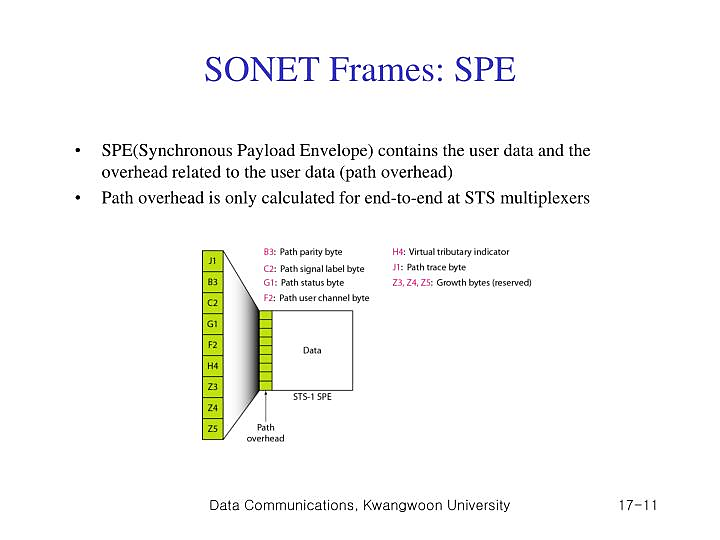 SONET Frames: SPE
• SPE(Synchronous Payload Envelope) contains the user data and the
overhead related to the user data (path overhead)
• Path overhead is only calculated for end-to-end at STS multiplexers
B3: Path parity byte
C2: Path signal label byte
G1: Path status byte
F2: Path user channel byte
H4: Virtual tributary indicator
J1: Path trace byte
Z3, Z4, Z5: Growth bytes (reserved)
J1
B3
C2
G1
F2
H4
Z3
Z4
Z5
Data
STS-1 SPE
Path
overhead
Data Communications, Kwangwoon University
17-11